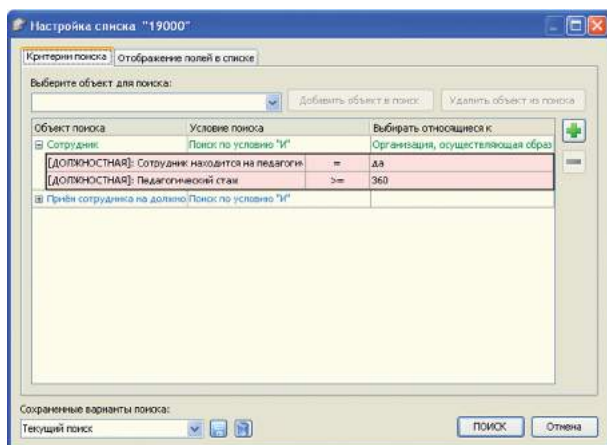 Настройка списка "19000"
Критерии поиска Отображение полей в списке
Выберите объект для поиска:
Добавить объект в поиск Удалить объект из поиска
Объект поиска Условие поиска Выбирать относящиеся к
Сотрудник Поиск по условию "И" Организация, осуществляющая образ
[ДОЛЖНОСТНАЯ]: Сотрудник находится на педагоги = да
[ДОЛЖНОСТНАЯ]: Педагогический стаж >= 360
Приём сотрудника на должно Поиск по условию "И"
Сохраненные варианты поиска:
Текущий поиск ПОИСК Отмена